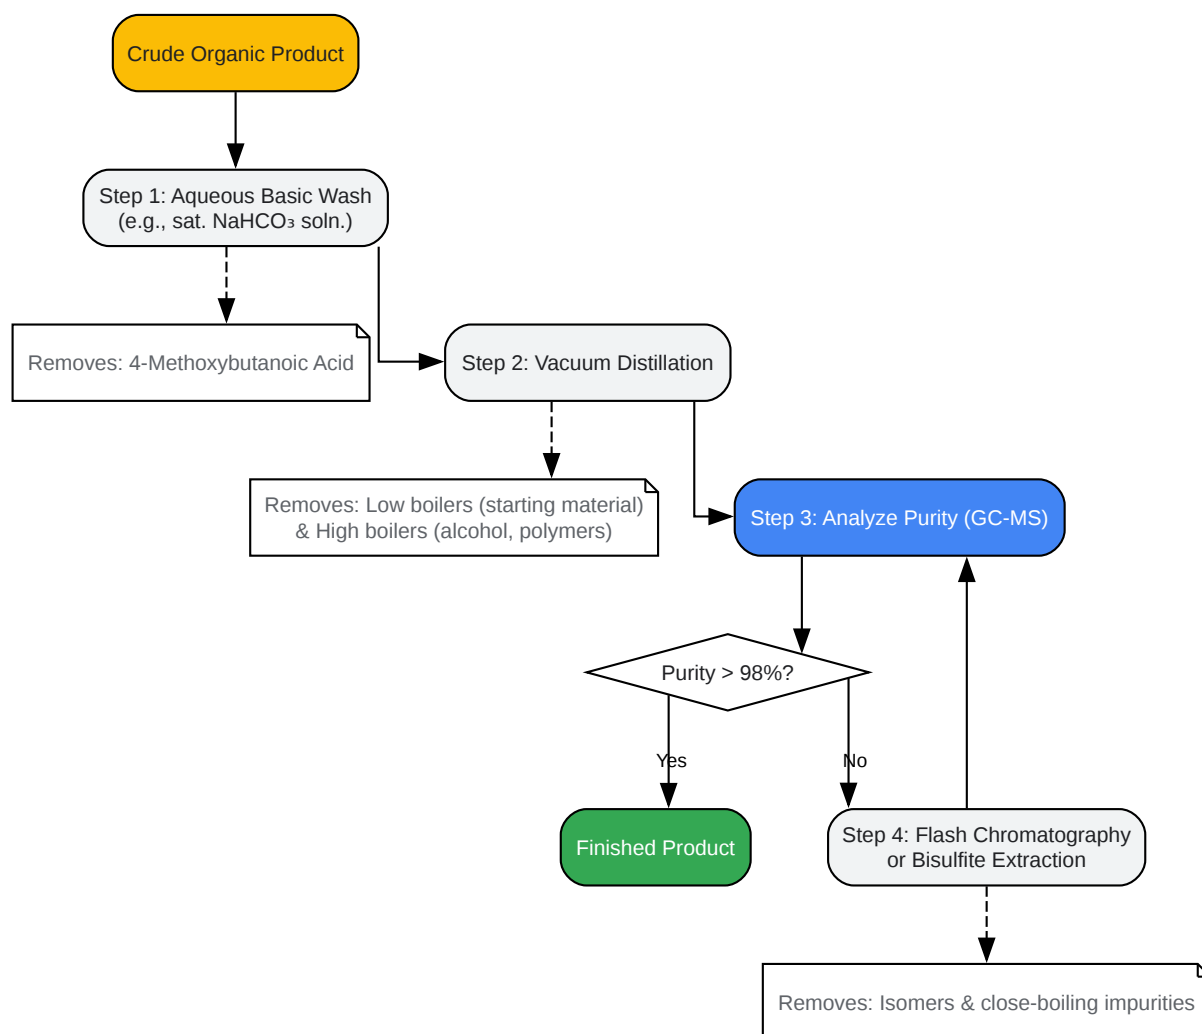 Crude Organic Product
Step 1: Aqueous Basic Wash
(e.g., sat. NaHCO₃ soln.)
Removes: 4-Methoxybutanoic Acid
Step 2: Vacuum Distillation
Removes: Low boilers (starting material)
& High boilers (alcohol, polymers)
Step 3: Analyze Purity (GC-MS)
Purity > 98%?
Yes
No
Finished Product
Step 4: Flash Chromatography
or Bisulfite Extraction
Removes: Isomers & close-boiling impurities